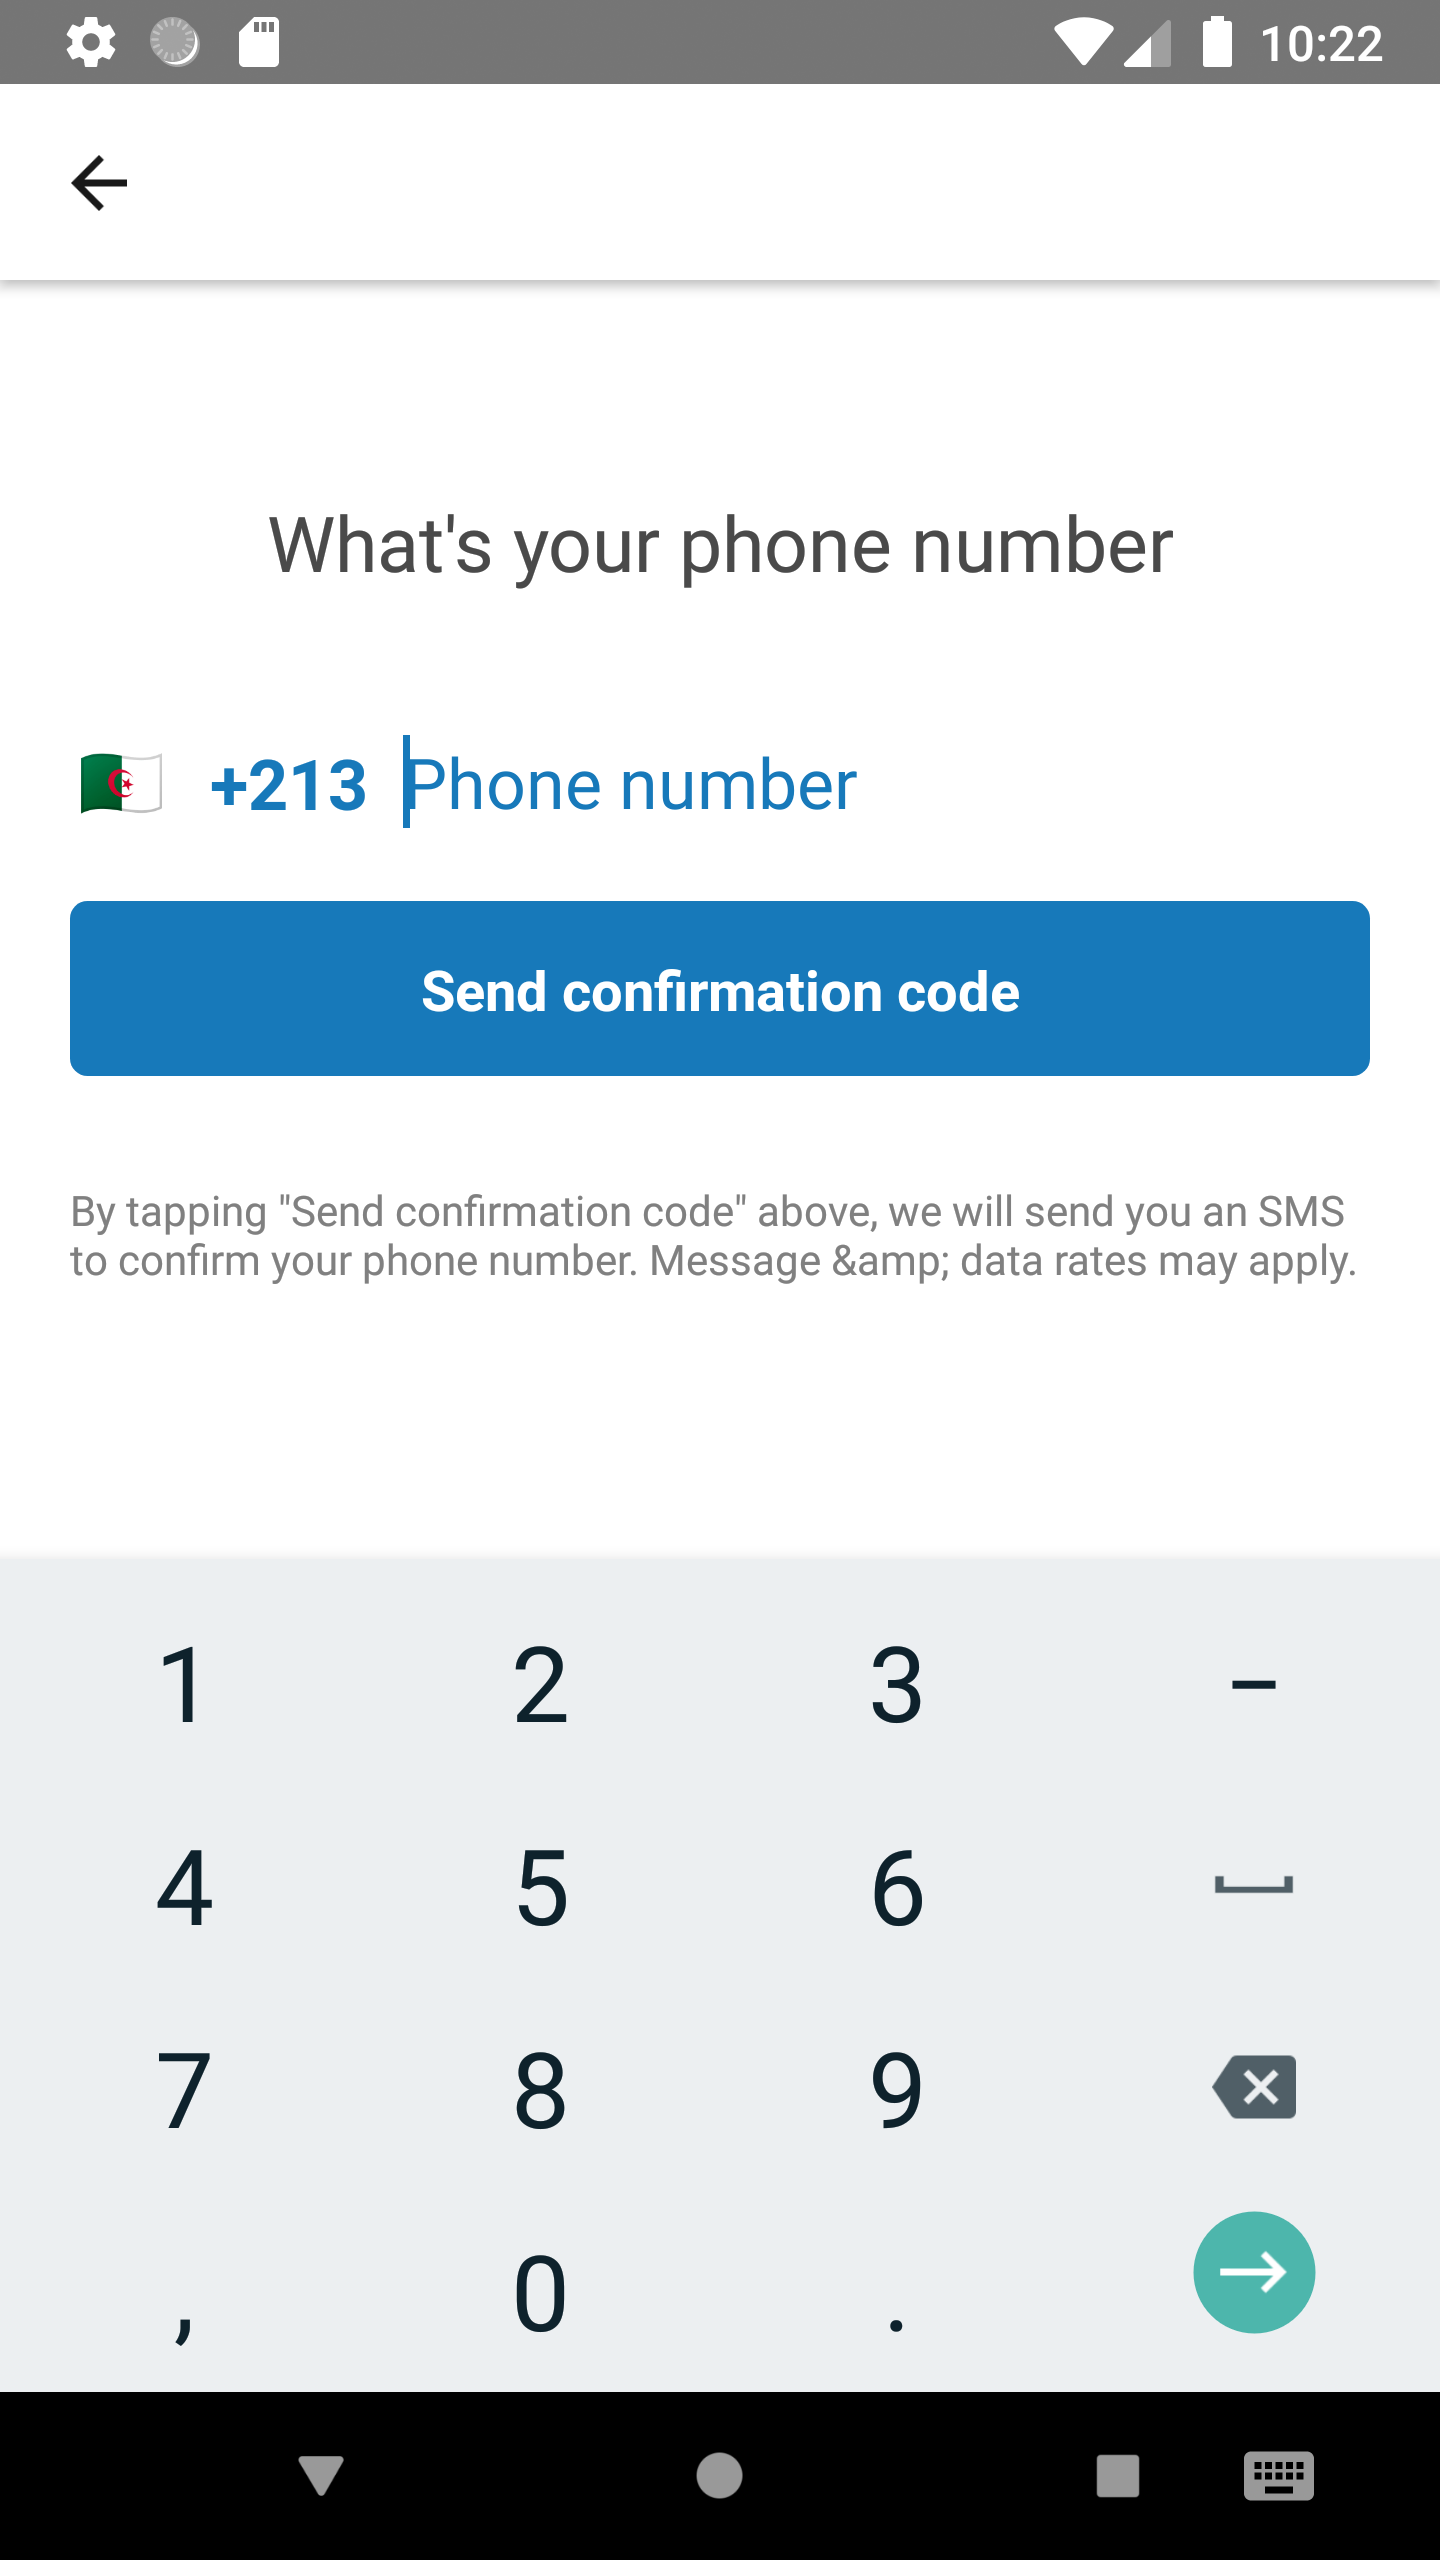 10:22
What's your phone number
+213 Phone number
Send confirmation code
By tapping "Send confirmation code" above, we will send you an SMS
to confirm your phone number. Message &amp; data rates may apply.
1 2 3 –
4 5 6
7 8 9
, 0 .